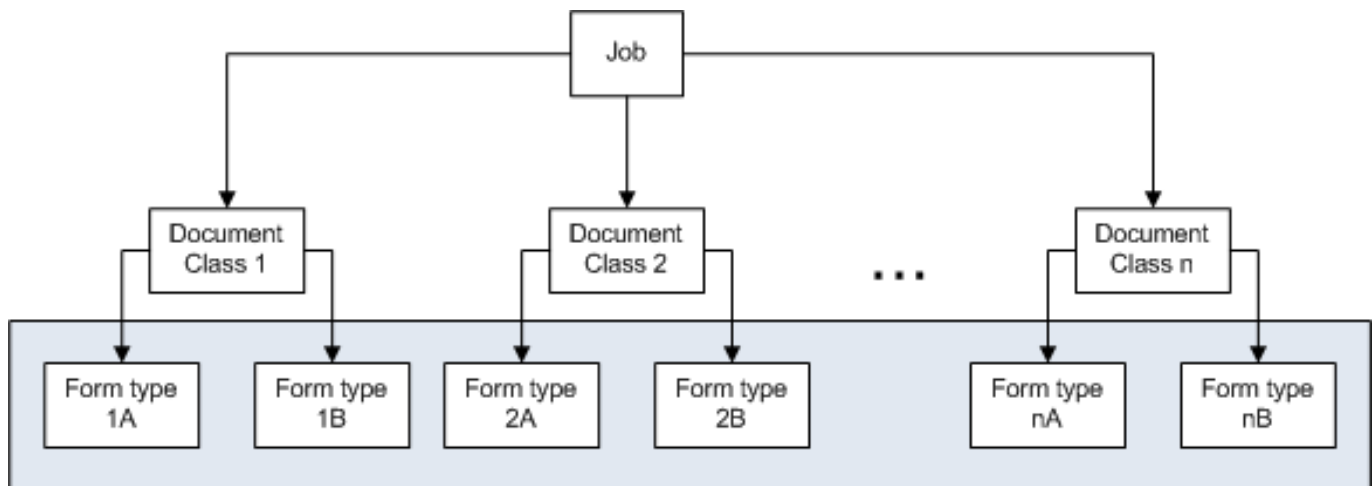 Job
Document
Class 1
Document
Class 2
...
Document
Class n
Form type
1A
Form type
1B
Form type
2A
Form type
2B
Form type
nA
Form type
nB